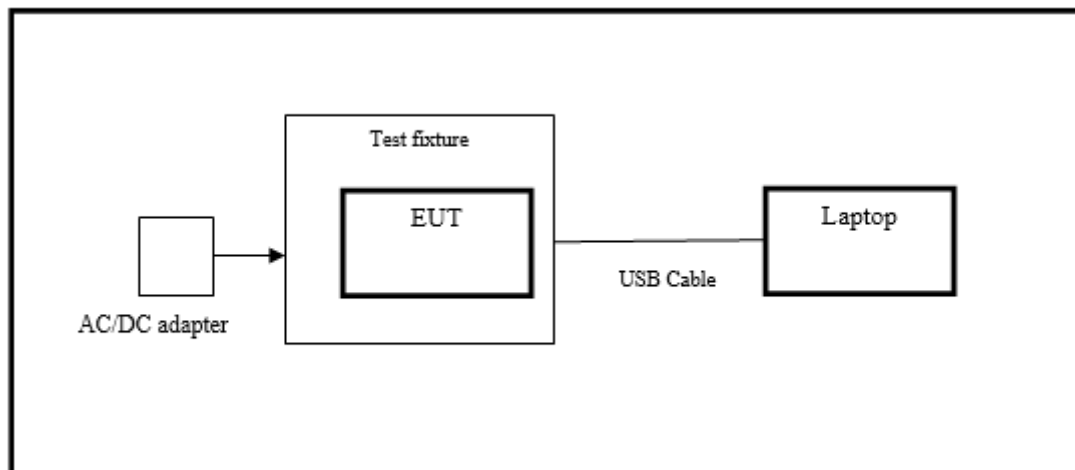 Test fixture
EUT
Laptop
USB Cable
AC/DC adapter